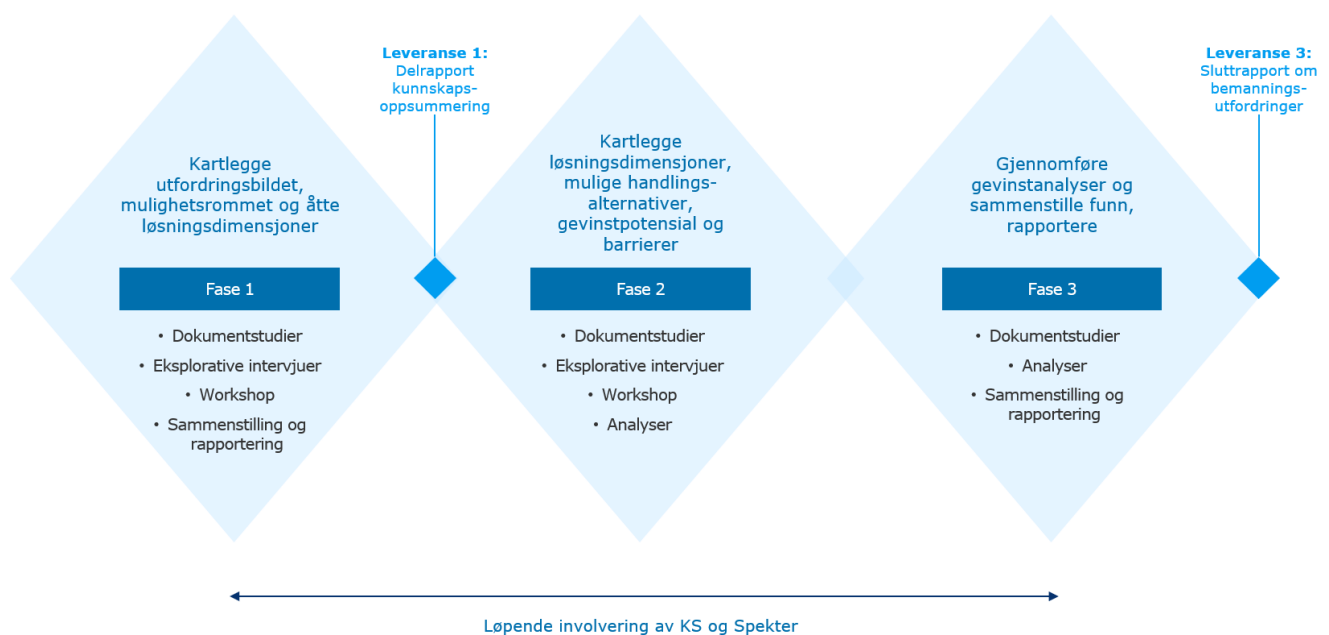 Leveranse 1:
Delrapport
kunnskaps-
oppsummering
Leveranse 3:
Sluttrapport om
bemannings-
utfordringer
Kartlegge
utfordringsbildet,
mulighetsrommet og åtte
løsningsdimensjoner
Fase 1
• Dokumentstudier
• Eksplorative intervjuer
• Workshop
• Sammenstilling og
rapportering
Kartlegge
løsningsdimensjoner,
mulige handlings-
alternativer,
gevinstpotensial og
barrierer
Fase 2
• Dokumentstudier
• Eksplorative intervjuer
• Workshop
• Analyser
Gjennomføre
gevinstanalyser og
sammenstille funn,
rapportere
Fase 3
• Dokumentstudier
• Analyser
• Sammenstilling og
rapportering
Løpende involvering av KS og Spekter